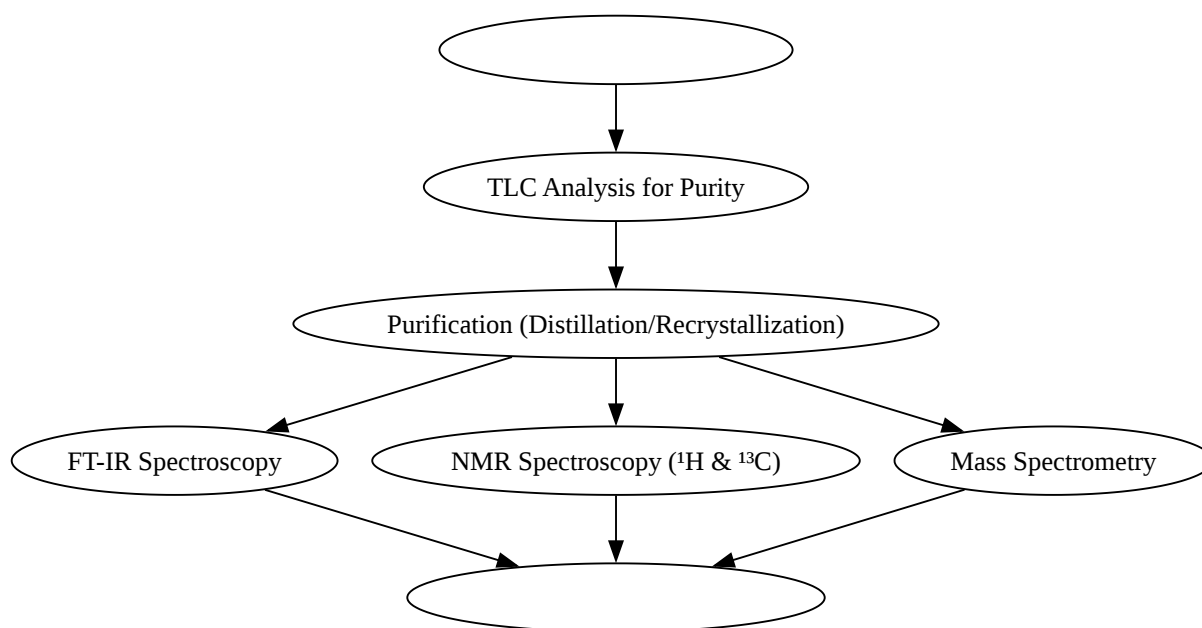 TLC Analysis for Purity
Purification (Distillation/Recrystallization)
FT-IR Spectroscopy
NMR Spectroscopy (¹H & ¹³C)
Mass Spectrometry